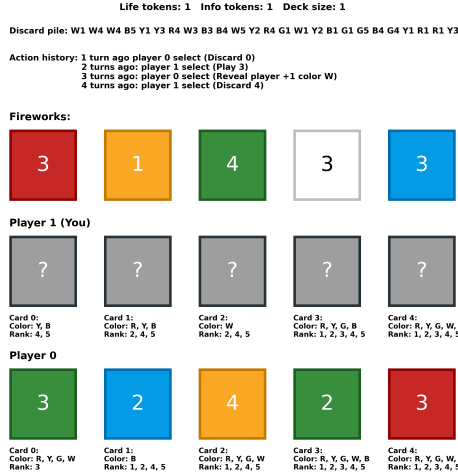 Life tokens: 1   Info tokens: 1   Deck size: 1
Discard pile: W1 W4 W4 B5 Y1 Y3 R4 W3 B3 B4 W5 Y2 R4 G1 W1 Y2 B1 G1 G5 B4 G4 Y1 R1 R1 Y3
Action history: 1 turn ago player 0 select (Discard 0)
2 turns ago: player 1 select (Play 3)
3 turns ago: player 0 select (Reveal player +1 color W)
4 turns ago: player 1 select (Discard 4)
Fireworks:
3 1 4 3 3
Player 1 (You)
? ? ? ? ?
Card 0: Card 1: Card 2: Card 3: Card 4:
Color: Y, B Color: R, Y, B Color: W Color: R, Y, G, B Color: R, Y, G, W,
Rank: 4, 5 Rank: 2, 4, 5 Rank: 2, 4, 5 Rank: 1, 2, 3, 4, 5 Rank: 1, 2, 3, 4, 5
Player 0
3 2 4 2 3
Card 0: Card 1: Card 2: Card 3: Card 4:
Color: R, Y, G, W Color: B Color: R, Y, G, W Color: R, Y, G, W, B Color: R, Y, G, W,
Rank: 3 Rank: 1, 2, 4, 5 Rank: 1, 2, 4, 5 Rank: 1, 2, 3, 4, 5 Rank: 1, 2, 3, 4, 5